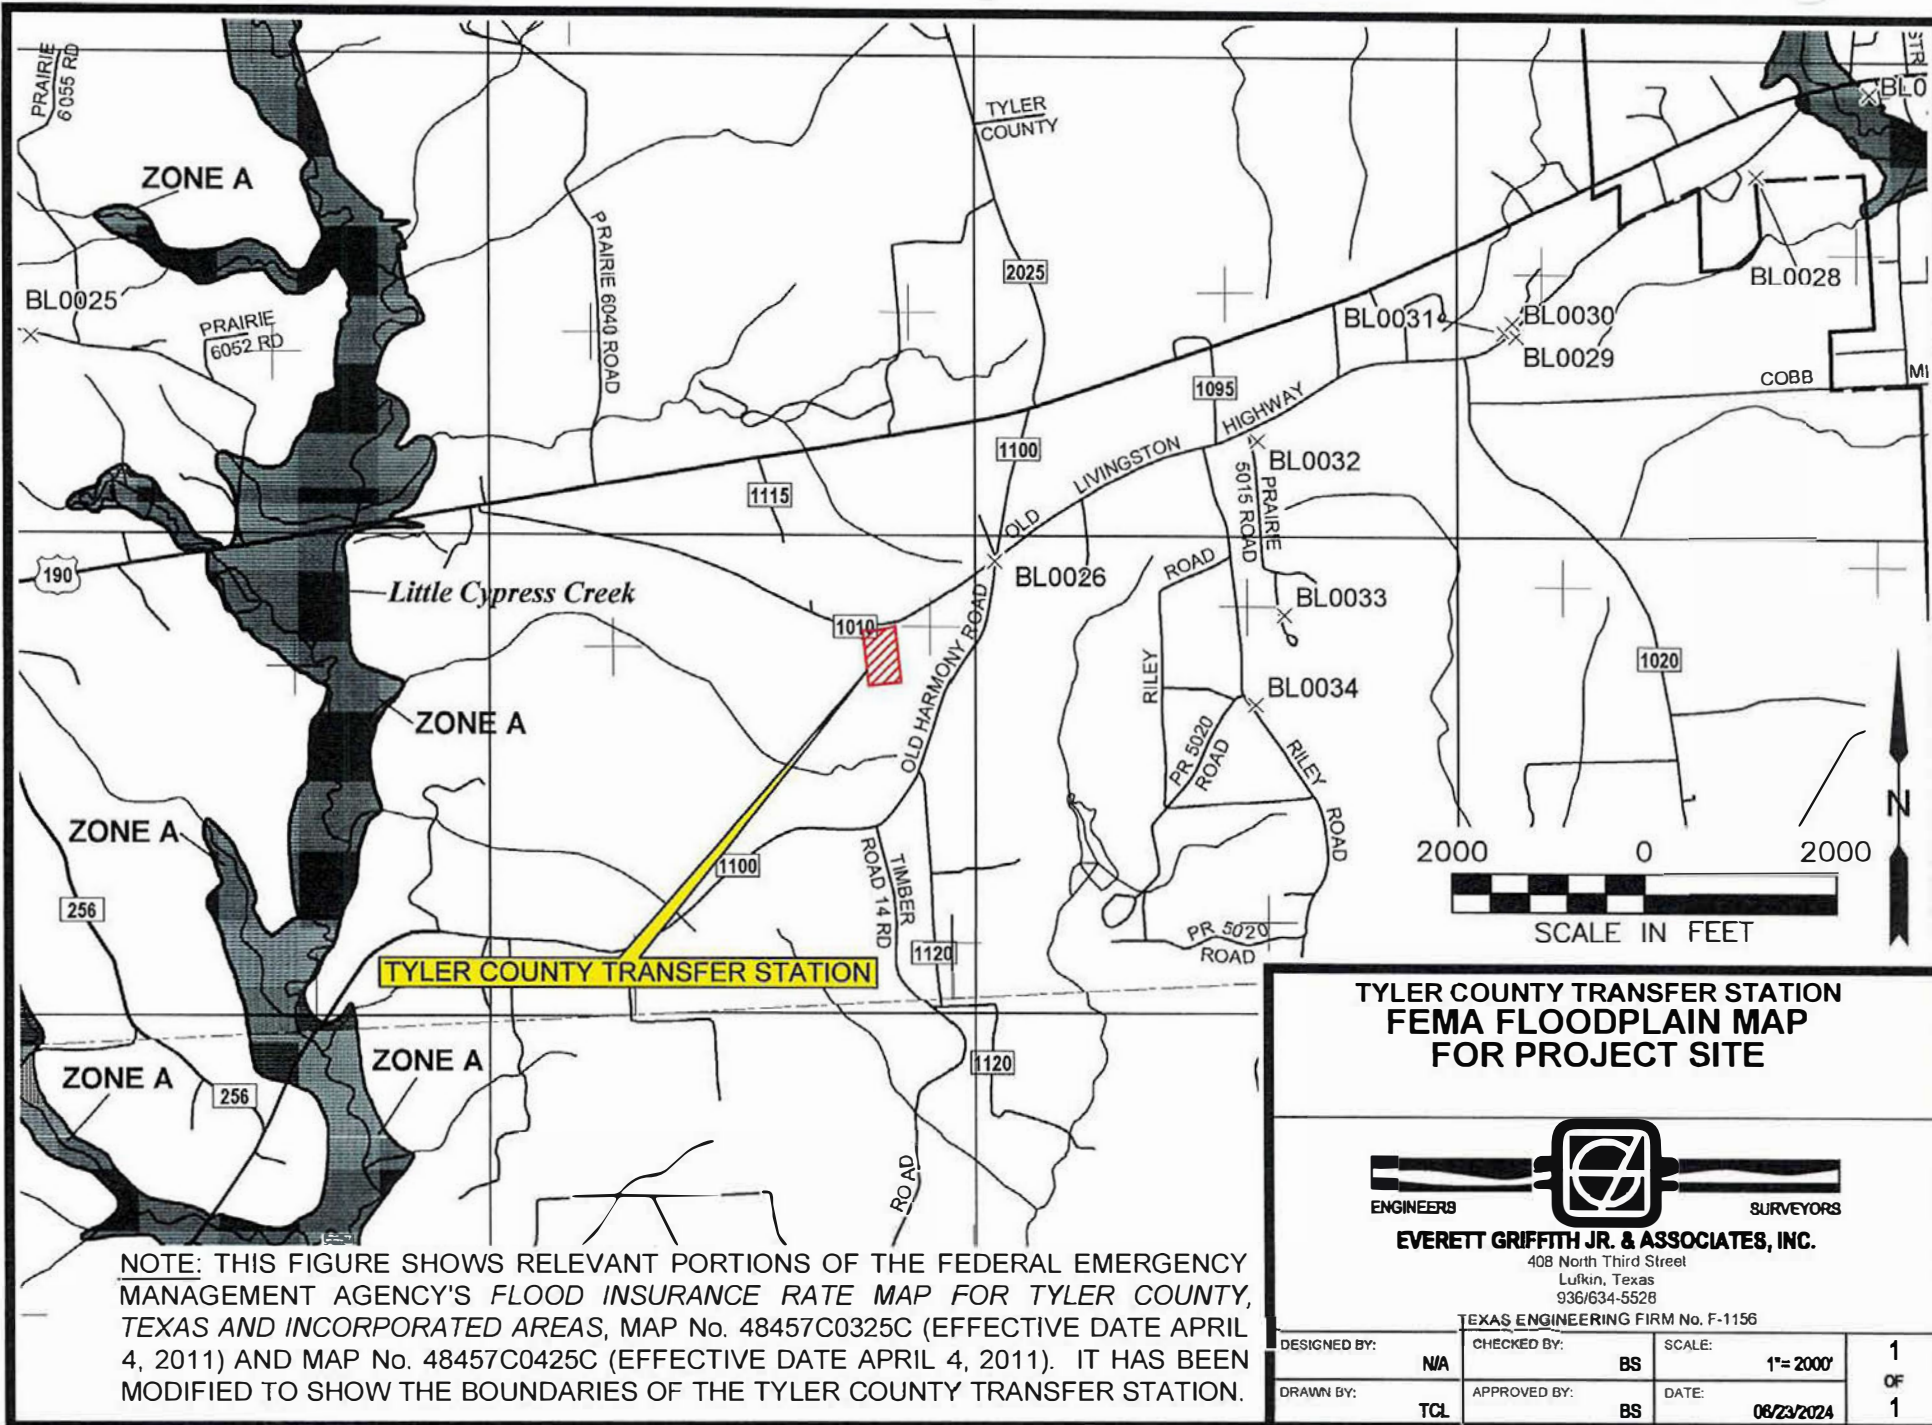 PRAIRIE
6055 RD
ZONE A
BL0025
PRAIRIE
6052 RD
PRAIRIE 6040 ROAD
TYLER
COUNTY
2025
BL0
BL0028
BL0031
BL0030
BL0029
COBB
MI
1095
HIGHWAY
LIVINGSTON
OLD
1100
1115
BL0032
PRAIRIE
5015 ROAD
190
Little Cypress Creek
BL0026
ROAD
BL0033
1010
OLD HARMONY ROAD
RILEY
BL0034
1020
ZONE A
PR 5020
ROAD
RILEY
ROAD
ZONE A
1100
TIMBER
ROAD 14 RD
256
PR 5020
ROAD
1120
TYLER COUNTY TRANSFER STATION
ZONE A
ZONE A
256
1120
ROAD
2000 0 2000
SCALE IN FEET
N
NOTE: THIS FIGURE SHOWS RELEVANT PORTIONS OF THE FEDERAL EMERGENCY
MANAGEMENT AGENCY'S FLOOD INSURANCE RATE MAP FOR TYLER COUNTY,
TEXAS AND INCORPORATED AREAS, MAP No. 48457C0325C (EFFECTIVE DATE APRIL
4, 2011) AND MAP No. 48457C0425C (EFFECTIVE DATE APRIL 4, 2011). IT HAS BEEN
MODIFIED TO SHOW THE BOUNDARIES OF THE TYLER COUNTY TRANSFER STATION.
TYLER COUNTY TRANSFER STATION
FEMA FLOODPLAIN MAP
FOR PROJECT SITE
ENGINEERS SURVEYORS
EVERETT GRIFFITH JR. & ASSOCIATES, INC.
408 North Third Street
Lufkin, Texas
936/634-5528
TEXAS ENGINEERING FIRM No. F-1156
DESIGNED BY: N/A
CHECKED BY: BS
SCALE: 1"= 2000'
DRAWN BY: TCL
APPROVED BY: BS
DATE: 08/23/2024
1
OF
1